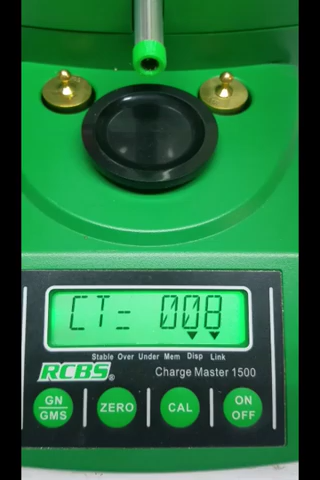 CT= 008
Stable Over Under Mem Disp Link
RCBS®
Charge Master 1500
GN
GMS
ZERO
CAL
ON
OFF